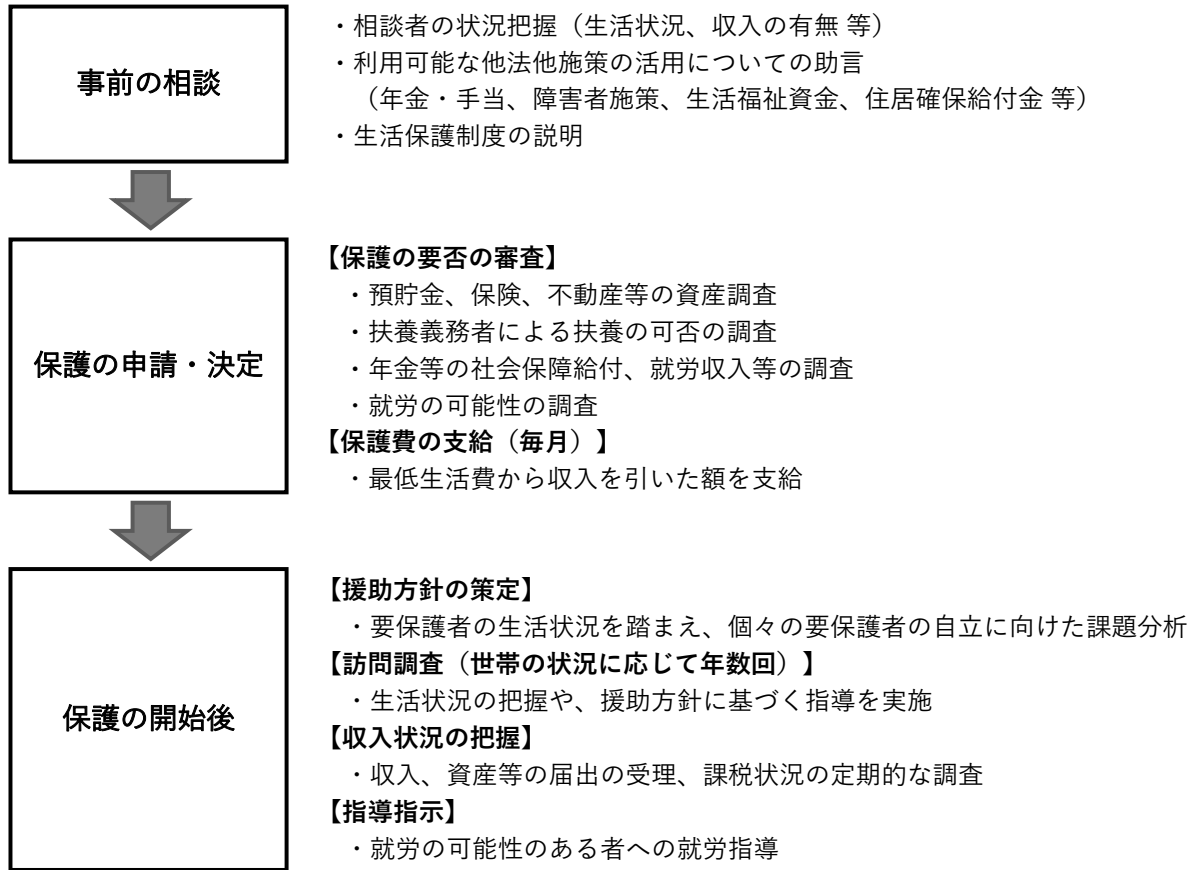 事前の相談
・相談者の状況把握（生活状況、収入の有無 等）
・利用可能な他法他施策の活用についての助言
（年金・手当、障害者施策、生活福祉資金、住居確保給付金 等）
・生活保護制度の説明
保護の申請・決定
【保護の要否の審査】
・預貯金、保険、不動産等の資産調査
・扶養義務者による扶養の可否の調査
・年金等の社会保障給付、就労収入等の調査
・就労の可能性の調査
【保護費の支給（毎月）】
・最低生活費から収入を引いた額を支給
保護の開始後
【援助方針の策定】
・要保護者の生活状況を踏まえ、個々の要保護者の自立に向けた課題分析
【訪問調査（世帯の状況に応じて年数回）】
・生活状況の把握や、援助方針に基づく指導を実施
【収入状況の把握】
・収入、資産等の届出の受理、課税状況の定期的な調査
【指導指示】
・就労の可能性のある者への就労指導